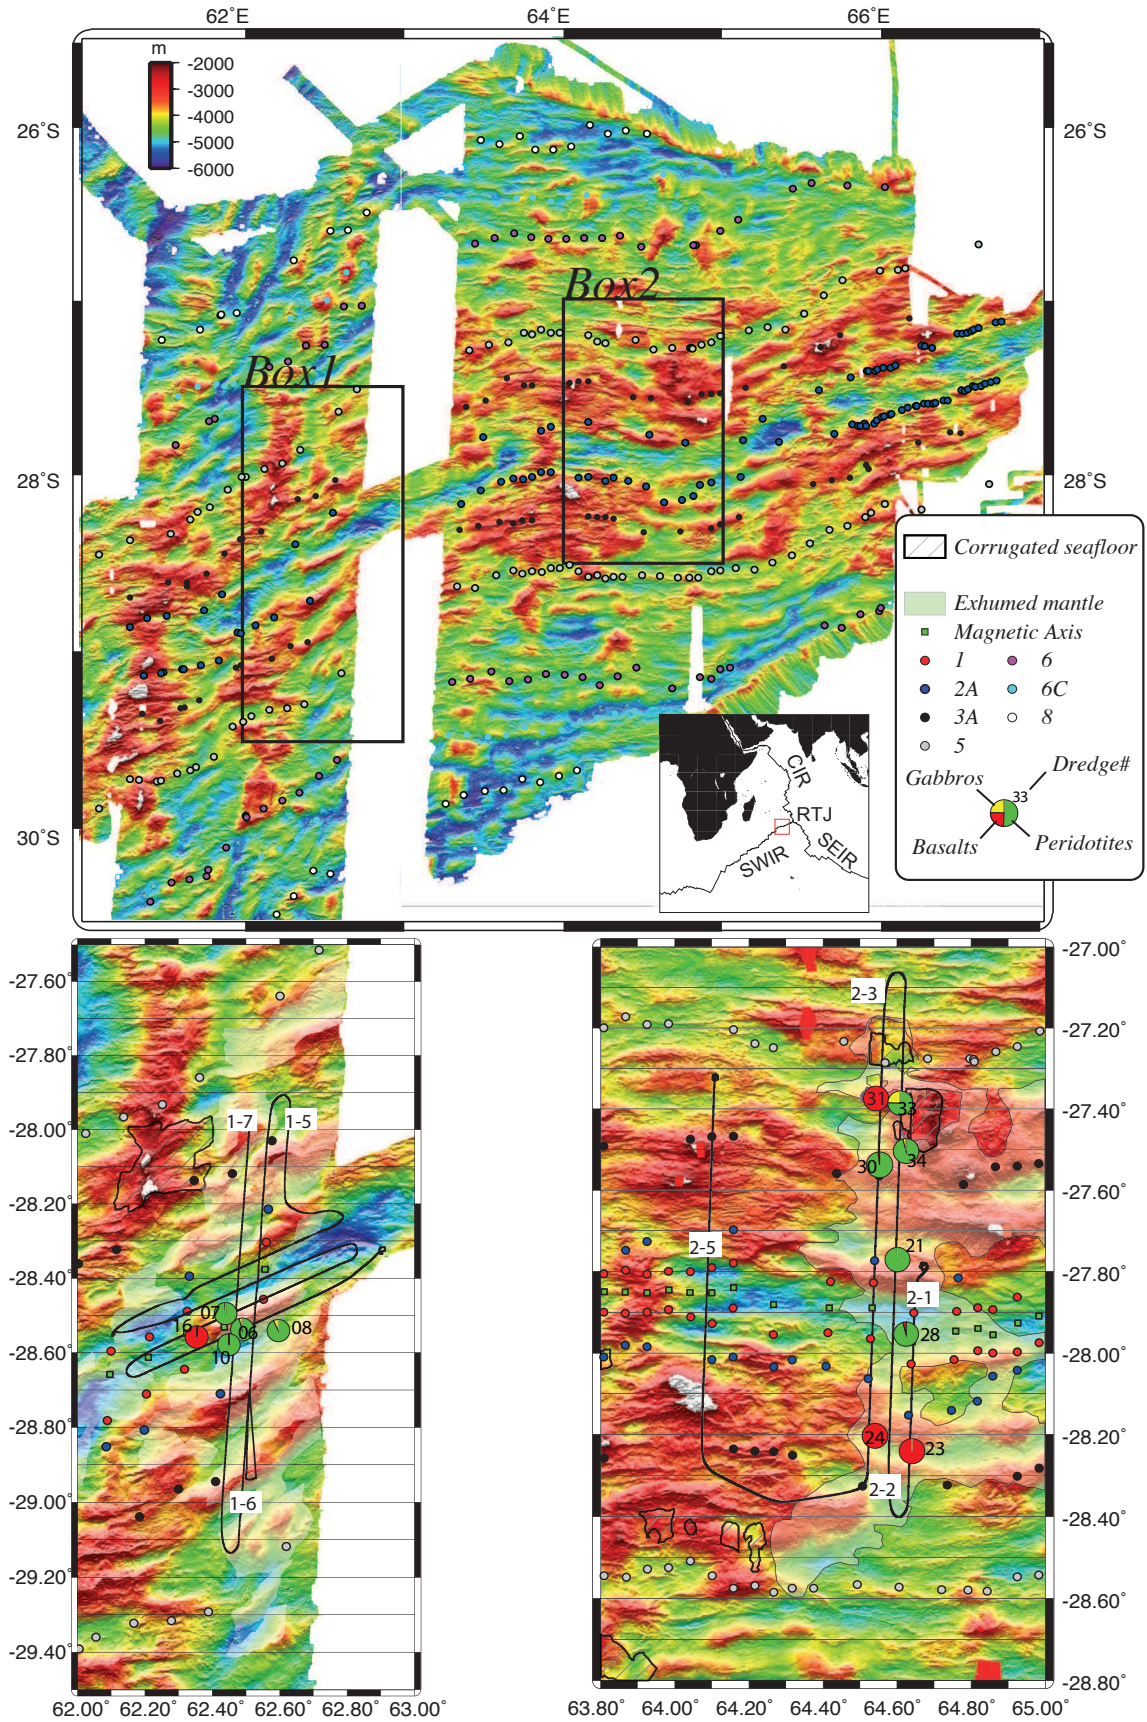 62˚E 64˚E 66˚E
m
-2000
-3000
-4000
-5000
-6000
26˚S 26˚S
Box2
Box1
28˚S 28˚S
30˚S
Corrugated seafloor
Exhumed mantle
Magnetic Axis
1 6
2A 6C
3A 8
5
Gabbros Dredge#
33
Basalts Peridotites
CIR
RTJ
SWIR SEIR
-27.60˚
-27.80˚
-28.00˚
-28.20˚
-28.40˚
-28.60˚
-28.80˚
-29.00˚
-29.20˚
-29.40˚
1-7 1-5
07
16 06 08
10
1-6
62.00˚ 62.20˚ 62.40˚ 62.60˚ 62.80˚ 63.00˚
-27.00˚
-27.20˚
-27.40˚
-27.60˚
-27.80˚
-28.00˚
-28.20˚
-28.40˚
-28.60˚
-28.80˚
2-3
31 33
30 34
2-5 21
2-1
28
24 23
2-2
63.80˚ 64.00˚ 64.20˚ 64.40˚ 64.60˚ 64.80˚ 65.00˚